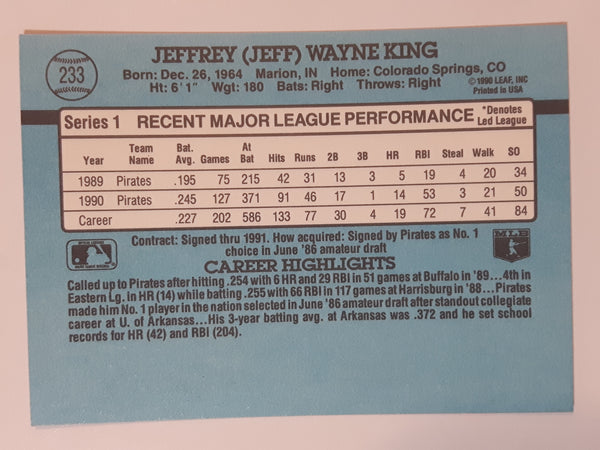 233
JEFFREY (JEFF) WAYNE KING
Born: Dec. 26, 1964 Marion, IN Home: Colorado Springs, CO
Ht: 6' 1" Wgt: 180 Bats: Right Throws: Right
©1990 LEAF, INC
Printed in USA
Series 1 RECENT MAJOR LEAGUE PERFORMANCE *Denotes Led League
Year Team Name Bat. Avg. Games At Bat Hits Runs 2B 3B HR RBI Steal Walk SO
1989 Pirates .195 75 215 42 31 13 3 5 19 4 20 34
1990 Pirates .245 127 371 91 46 17 1 14 53 3 21 50
Career .227 202 586 133 77 30 4 19 72 7 41 84
Contract: Signed thru 1991. How acquired: Signed by Pirates as No. 1
choice in June '86 amateur draft
MLB
CAREER HIGHLIGHTS
Called up to Pirates after hitting .254 with 6 HR and 29 RBI in 51 games at Buffalo in '89...4th in
Eastern Lg. in HR (14) while batting .255 with 66 RBI in 117 games at Harrisburg in '88...Pirates
made him No. 1 player in the nation selected in June '86 amateur draft after standout collegiate
career at U. of Arkansas...His 3-year batting avg. at Arkansas was .372 and he set school
records for HR (42) and RBI (204).